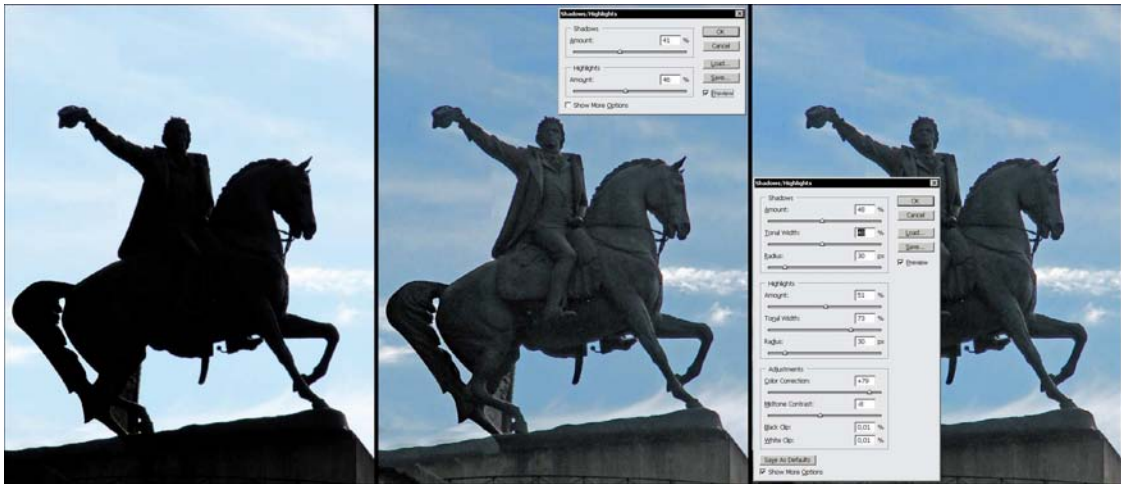 Shadows/Highlights
Shadows
Amount: 41 %
Highlights
Amount: 46 %
Show More Options
OK
Cancel
Load...
Save...
Preview
Shadows/Highlights
Shadows
Amount: 48 %
Tonal Width: %
Radius: 30 px
Highlights
Amount: 51 %
Tonal Width: 73 %
Radius: 30 px
Adjustments
Color Correction: +79
Midtone Contrast:
Black Clip: 0,01 %
White Clip: 0,01 %
Save As Defaults
Show More Options
OK
Cancel
Load...
Save...
Preview